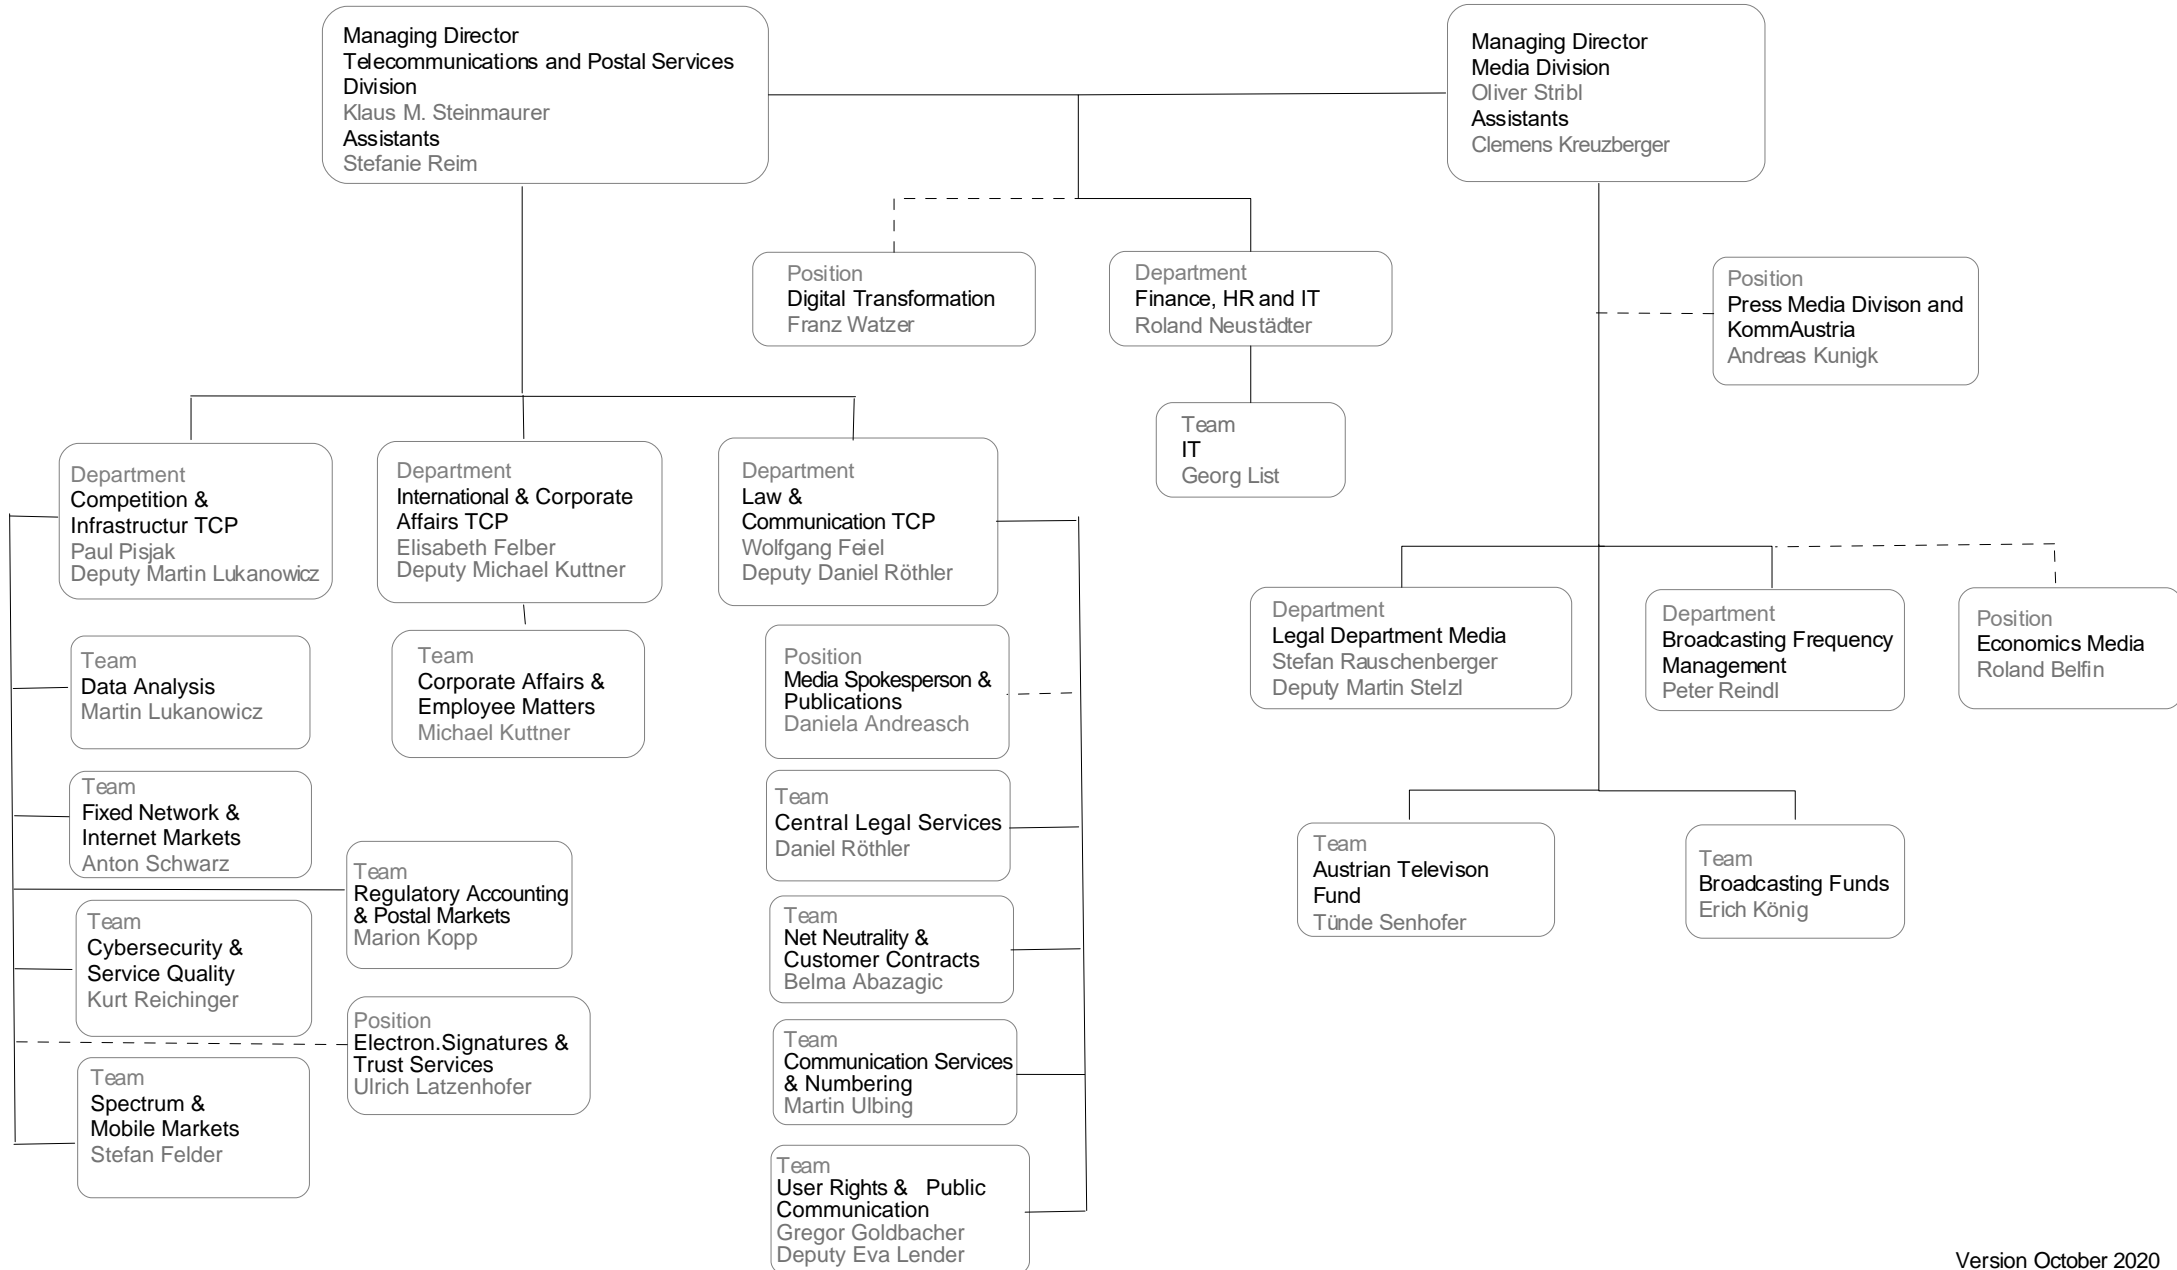 Managing Director
Telecommunications and Postal Services
Division
Klaus M. Steinmaurer
Assistants
Stefanie Reim
Managing Director
Media Division
Oliver Stribl
Assistants
Clemens Kreuzberger
Position
Digital Transformation
Franz Watzer
Department
Finance, HR and IT
Roland Neustädter
Position
Press Media Divison and
KommAustria
Andreas Kunigk
Team
IT
Georg List
Department
Competition &
Infrastructur TCP
Paul Pisjak
Deputy Martin Lukanowicz
Department
International & Corporate
Affairs TCP
Elisabeth Felber
Deputy Michael Kuttner
Department
Law &
Communication TCP
Wolfgang Feiel
Deputy Daniel Röthler
Department
Legal Department Media
Stefan Rauschenberger
Deputy Martin Stelzl
Department
Broadcasting Frequency
Management
Peter Reindl
Position
Economics Media
Roland Belfin
Team
Data Analysis
Martin Lukanowicz
Team
Corporate Affairs &
Employee Matters
Michael Kuttner
Position
Media Spokesperson &
Publications
Daniela Andreasch
Team
Fixed Network &
Internet Markets
Anton Schwarz
Team
Central Legal Services
Daniel Röthler
Team
Austrian Televison
Fund
Tünde Senhofer
Team
Broadcasting Funds
Erich König
Team
Regulatory Accounting
& Postal Markets
Marion Kopp
Team
Cybersecurity &
Service Quality
Kurt Reichinger
Team
Net Neutrality &
Customer Contracts
Belma Abazagic
Position
Electron.Signatures &
Trust Services
Ulrich Latzenhofer
Team
Communication Services
& Numbering
Martin Ulbing
Team
Spectrum &
Mobile Markets
Stefan Felder
Team
User Rights & Public
Communication
Gregor Goldbacher
Deputy Eva Lender
Version October 2020